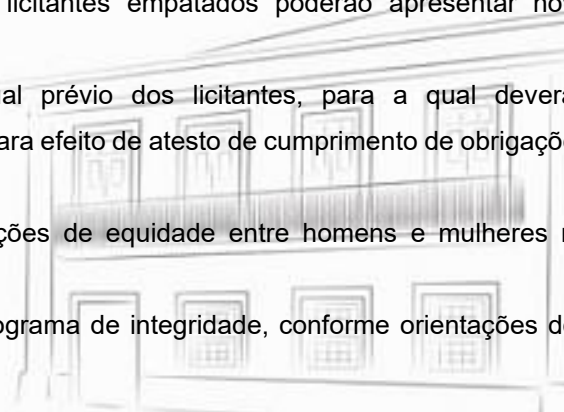 licitantes empatados poderão apresentar no
al prévio dos licitantes, para a qual dever
ara efeito de atesto de cumprimento de obrigaçõ
ções de equidade entre homens e mulheres
ograma de integridade, conforme orientações d